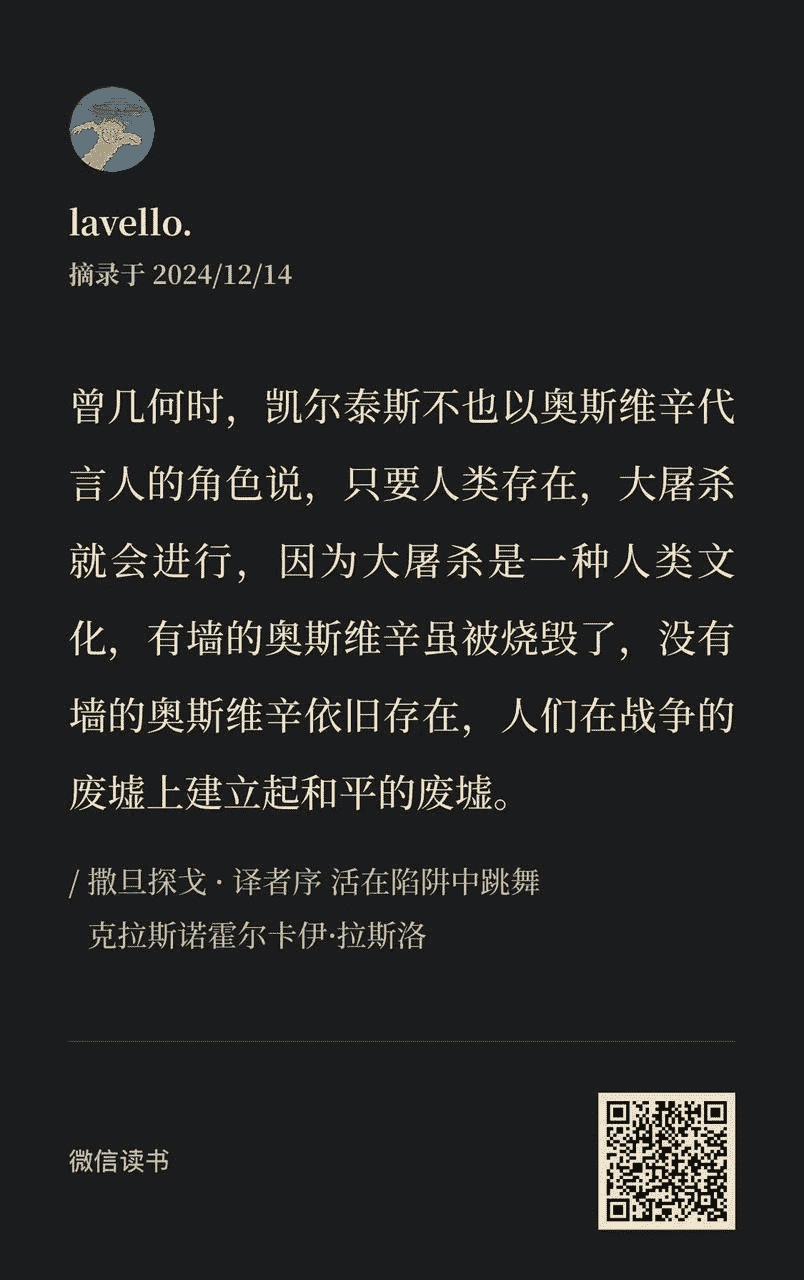 lavello.
摘录于 2024/12/14
曾几何时，凯尔泰斯不也以奥斯维辛代
言人的角色说，只要人类存在，大屠杀
就会进行，因为大屠杀是一种人类文
化，有墙的奥斯维辛虽被烧毁了，没有
墙的奥斯维辛依旧存在，人们在战争的
废墟上建立起和平的废墟。
/ 撒旦探戈 · 译者序 活在陷阱中跳舞
克拉斯诺霍尔卡伊·拉斯洛
微信读书